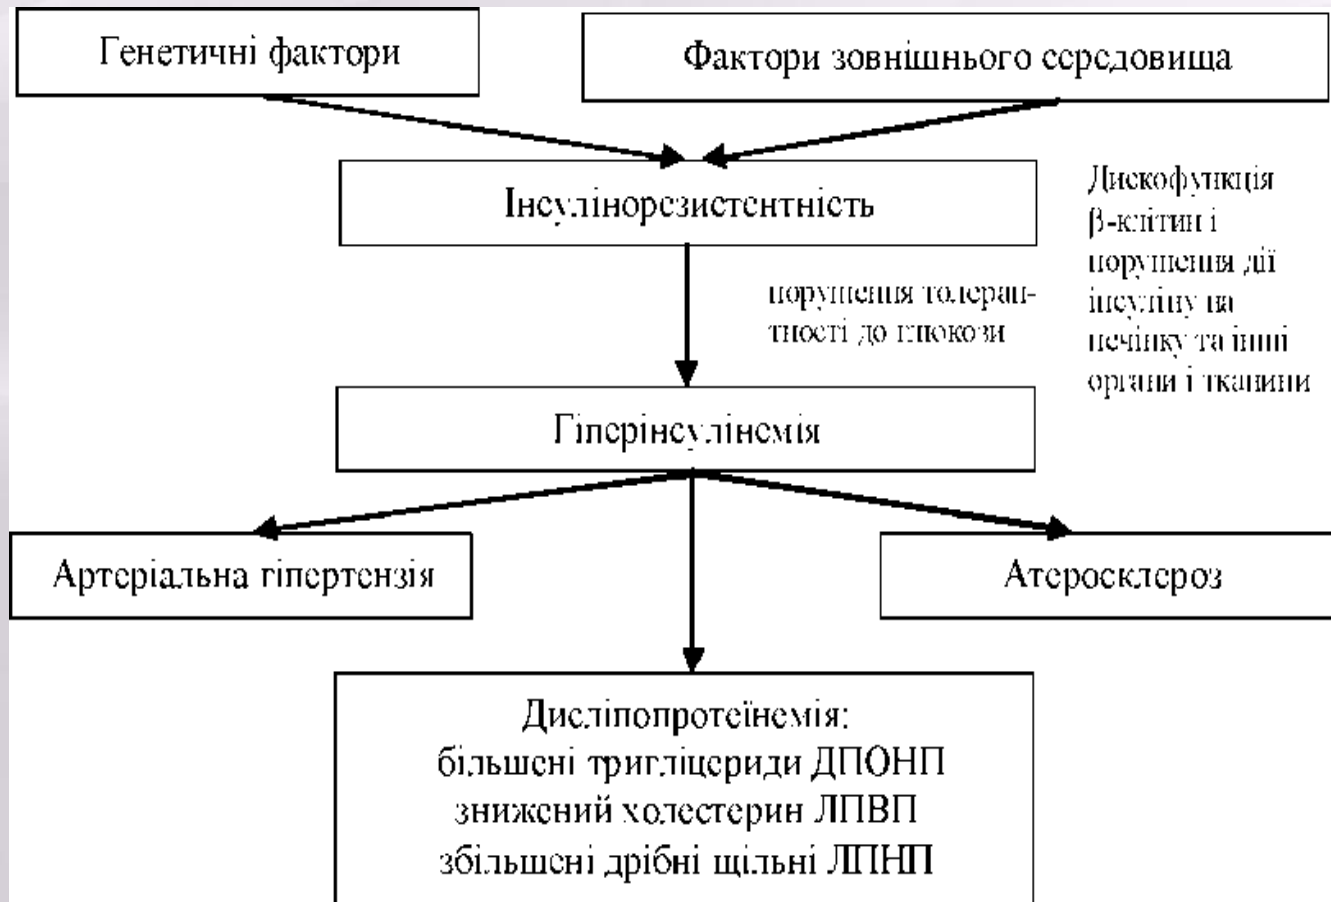 Генетичні фактори
Фактори зовнішнього середовища
Інсулінорезистентність
Дискофункція
β-клітин і
порушення дії
інсуліну на
печінку та інші
органи і тканини
порушення толеран-
тності до глюкози
Гіперінсулінемія
Артеріальна гіпертензія
Атеросклероз
Дисліпопротеїнемія:
більшені тригліцериди ДПОНП
знижений холестерин ЛПВП
збільшені дрібні щільні ЛПНП